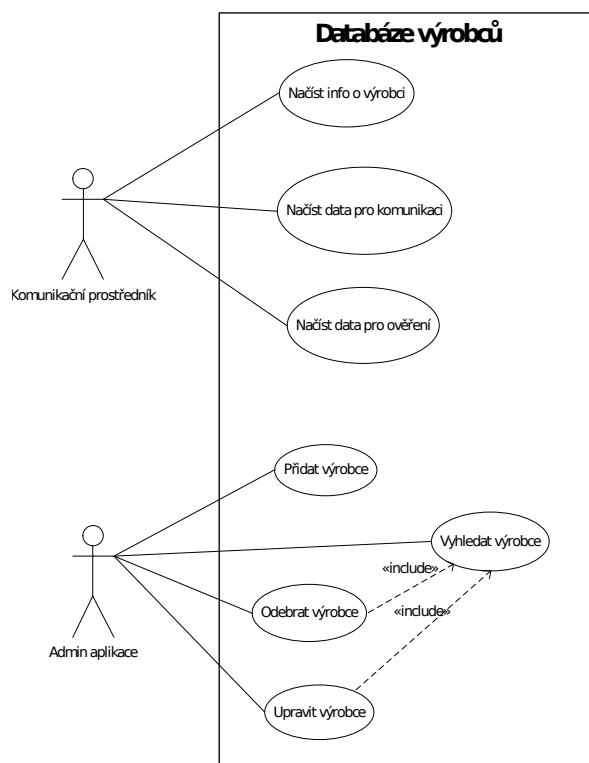 Databáze výrobců
Načíst info o výrobci
Načíst data pro komunikaci
Komunikační prostředník
Načíst data pro ověření
Přidat výrobce
Vyhledat výrobce
«include»
Odebrat výrobce
«include»
Admin aplikace
Upravit výrobce